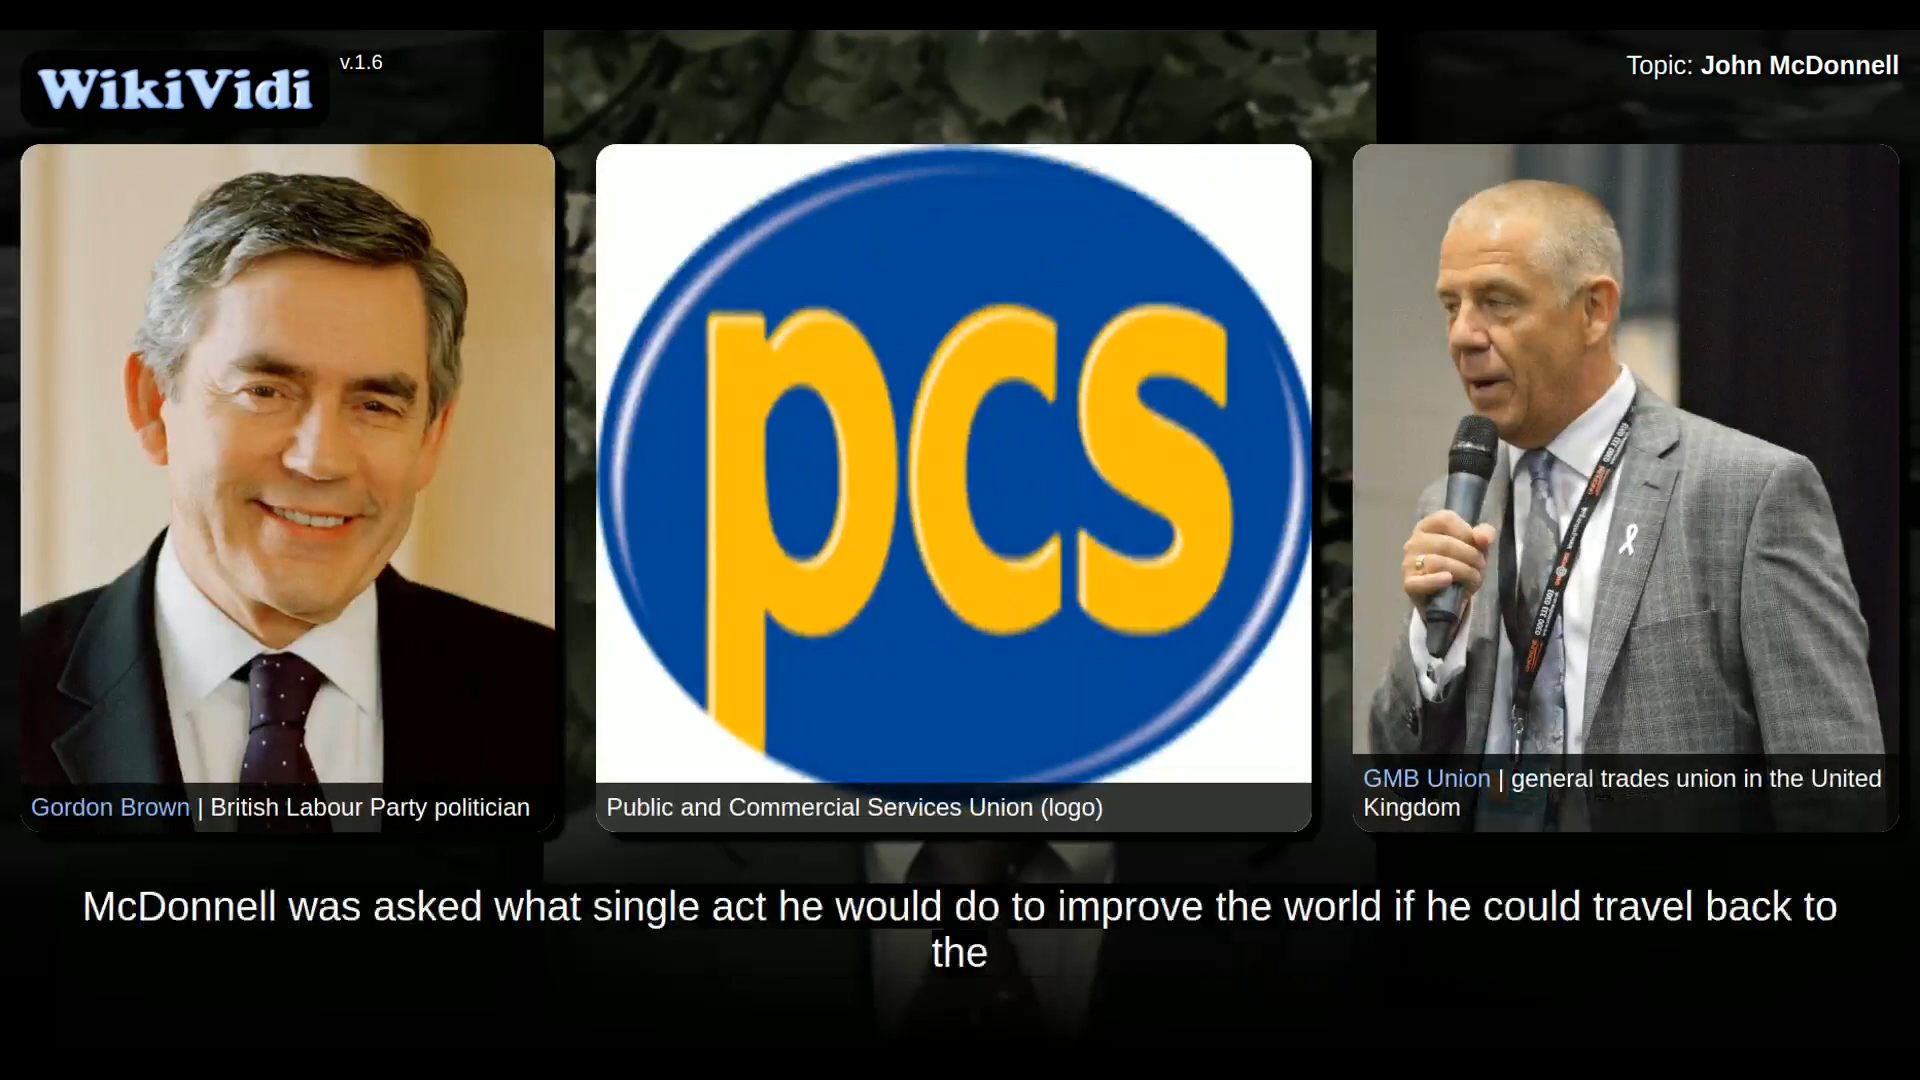 WikiVidi
v.1.6
Topic: John McDonnell
pcs
Gordon Brown | British Labour Party politician
Public and Commercial Services Union (logo)
GMB Union | general trades union in the United
Kingdom
McDonnell was asked what single act he would do to improve the world if he could travel back to
the